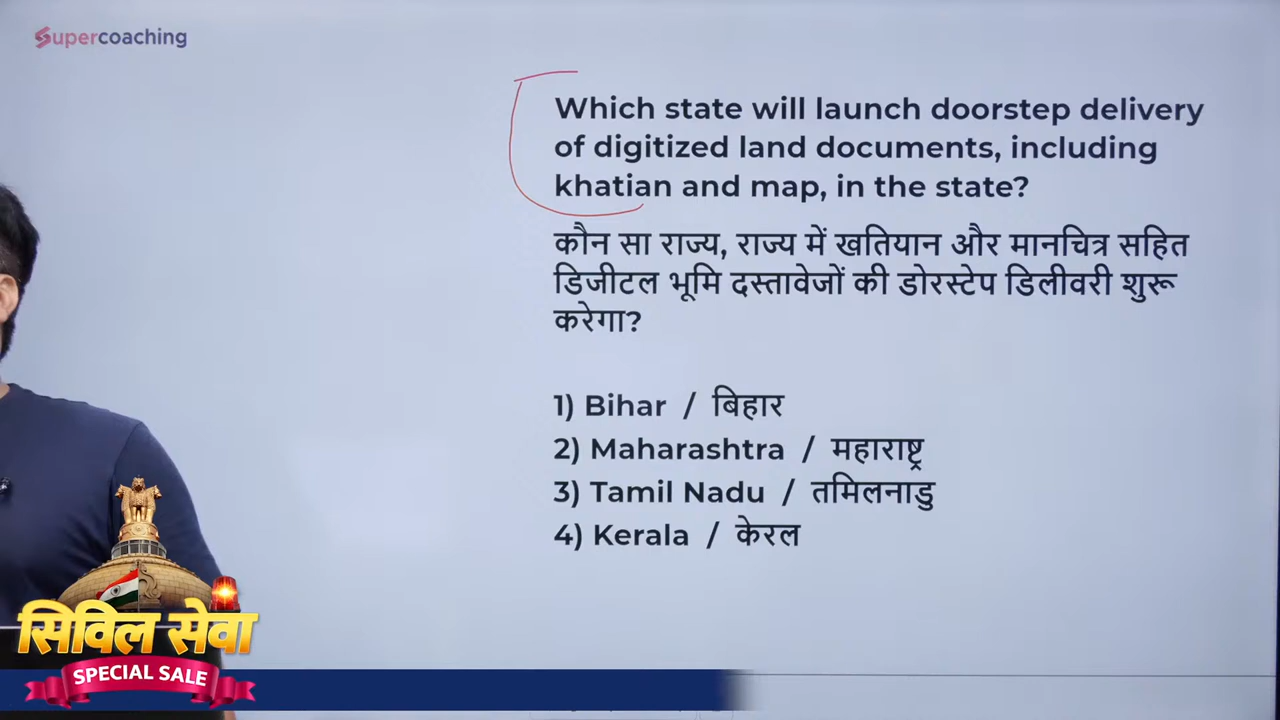 Supercoaching
Which state will launch doorstep delivery
of digitized land documents, including
khatian and map, in the state?
कौन सा राज्य, राज्य में खतियान और मानचित्र सहित
डिजीटल भूमि दस्तावेजों की डोरस्टेप डिलीवरी शुरू
करेगा?
1) Bihar / बिहार
2) Maharashtra / महाराष्ट्र
3) Tamil Nadu / तमिलनाडु
4) Kerala / केरल
सिविल सेवा
SPECIAL SALE